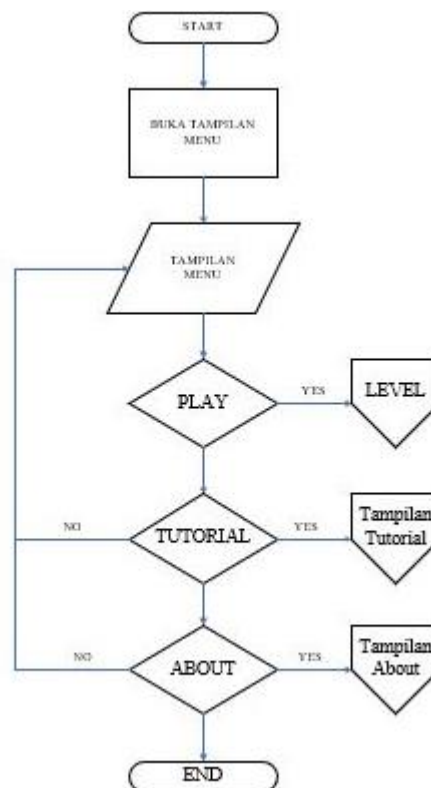 START
BUKA TAMPILAN
MENU
TAMPILAN
MENU
PLAY
YES
LEVEL
NO
TUTORIAL
YES
Tampilan
Tutorial
NO
ABOUT
YES
Tampilan
About
END